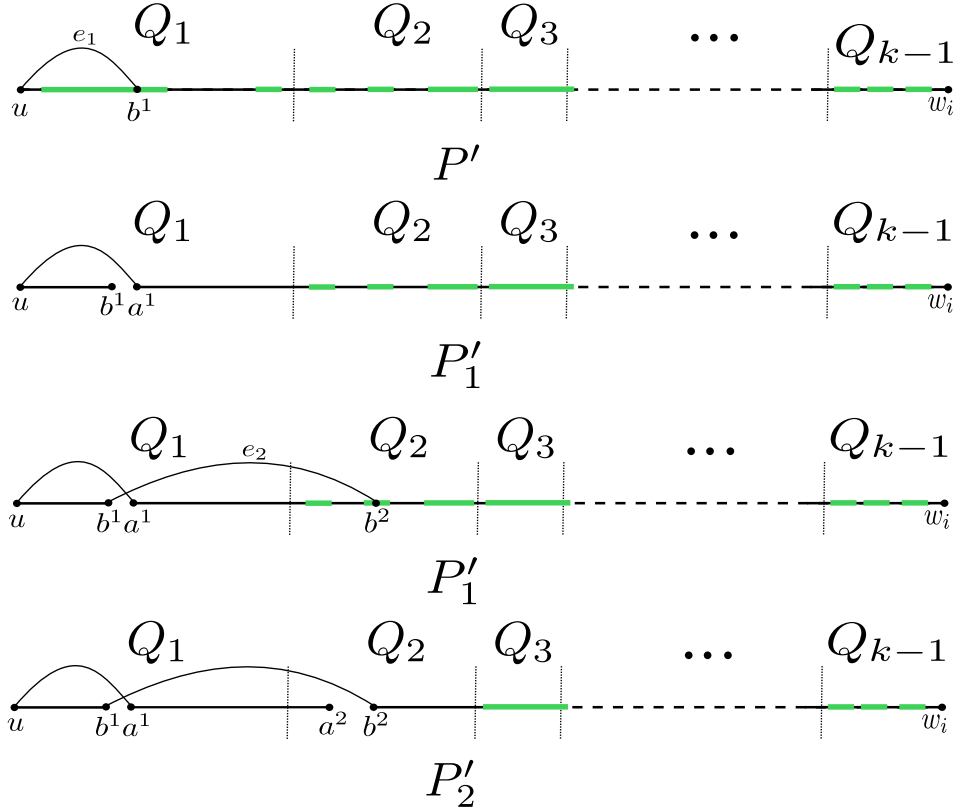 Q₁ Q₂ Q₃ ... Qₖ₋₁
e₁
u b¹ wᵢ
P′
Q₁ Q₂ Q₃ ... Qₖ₋₁
u b¹ a¹ wᵢ
P′₁
Q₁ Q₂ Q₃ ... Qₖ₋₁
e₂
u b¹ a¹ b² wᵢ
P′₁
Q₁ Q₂ Q₃ ... Qₖ₋₁
u b¹ a¹ a² b² wᵢ
P′₂